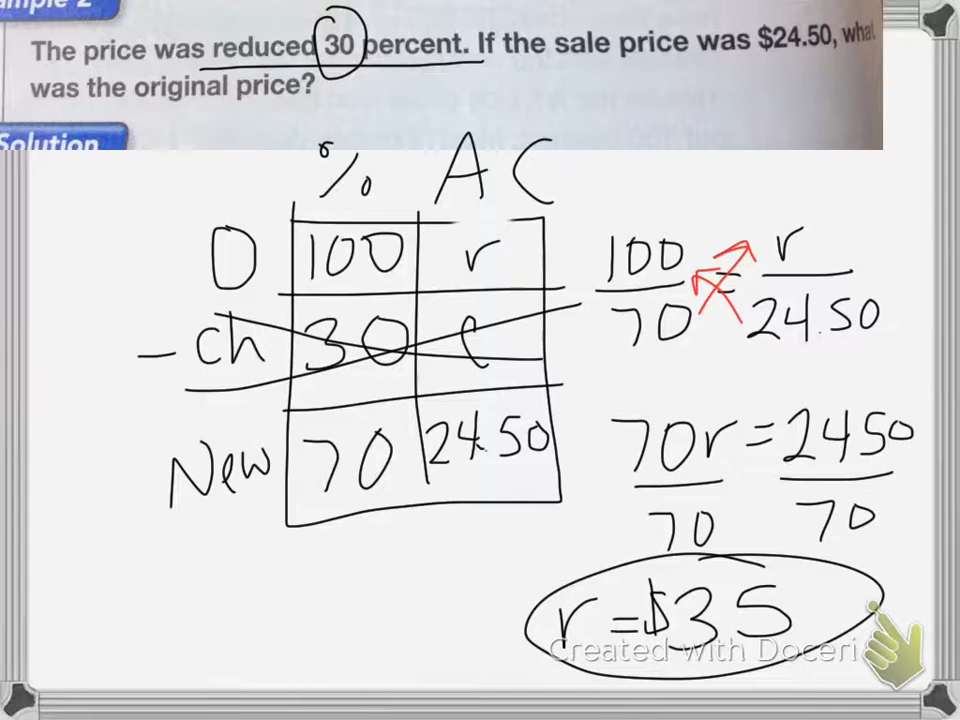 ample 2
The price was reduced 30 percent. If the sale price was $24.50, what
was the original price?
Solution
% AC
O 100 r
- ch 30 c
New 70 24.50
100 = r
70 24.50
70r = 2450
70 70
r = $35
Created with Doceri